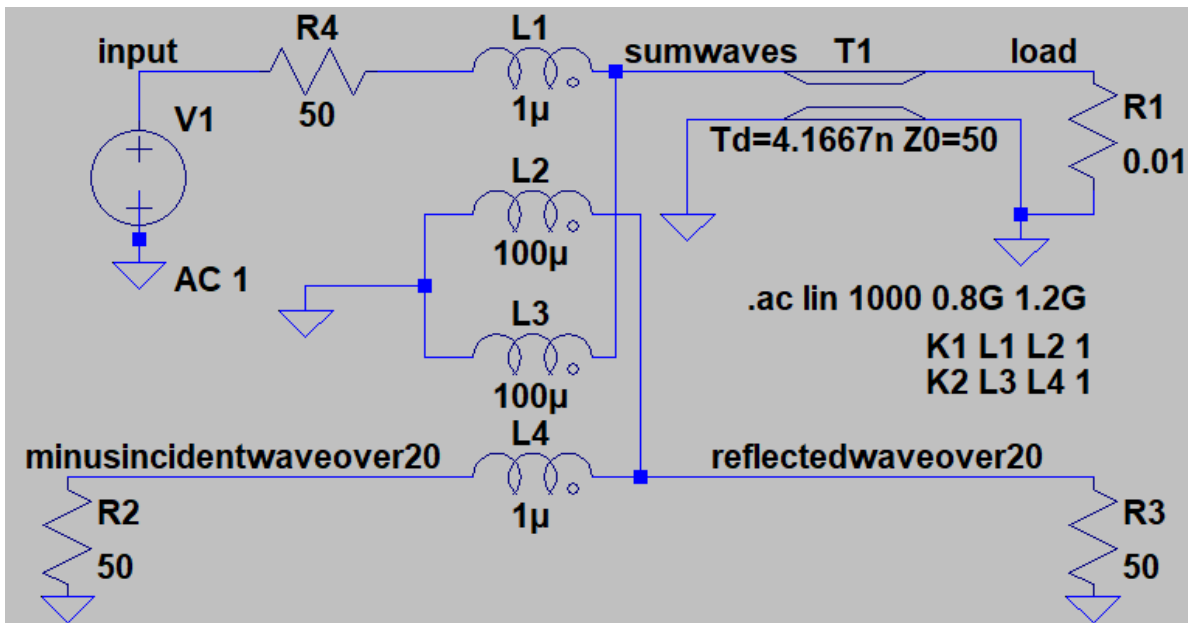 input
R4
50
L1
1µ
sumwaves
T1
load
V1
AC 1
Td=4.1667n Z0=50
R1
0.01
L2
100µ
L3
100µ
.ac lin 1000 0.8G 1.2G
K1 L1 L2 1
K2 L3 L4 1
L4
1µ
minusincidentwaveover20
reflectedwaveover20
R2
50
R3
50